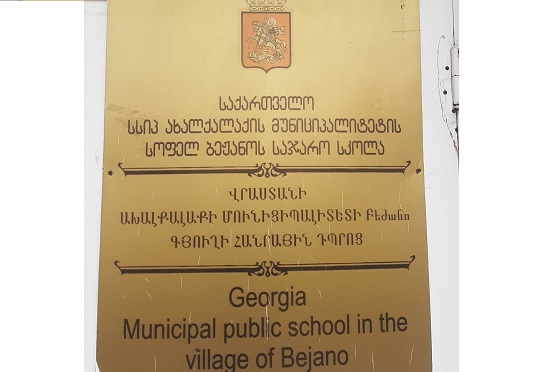 საქართველო
სსიპ ახალქალაქის მუნიციპალიტეტის
სოფელ ბეჟანოს საჯარო სკოლა
ՎՐԱՍՏԱՆԻ
ԱԽԱԼՔԱԼԱՔԻ ՄՈՒՆԻՑԻՊԱԼԻՏԵՏԻ Բեժանո
ԳՅՈՒՂԻ ՀԱՆՐԱՅԻՆ ԴՊՐՈՑ
Georgia
Municipal public school in the
village of Bejano